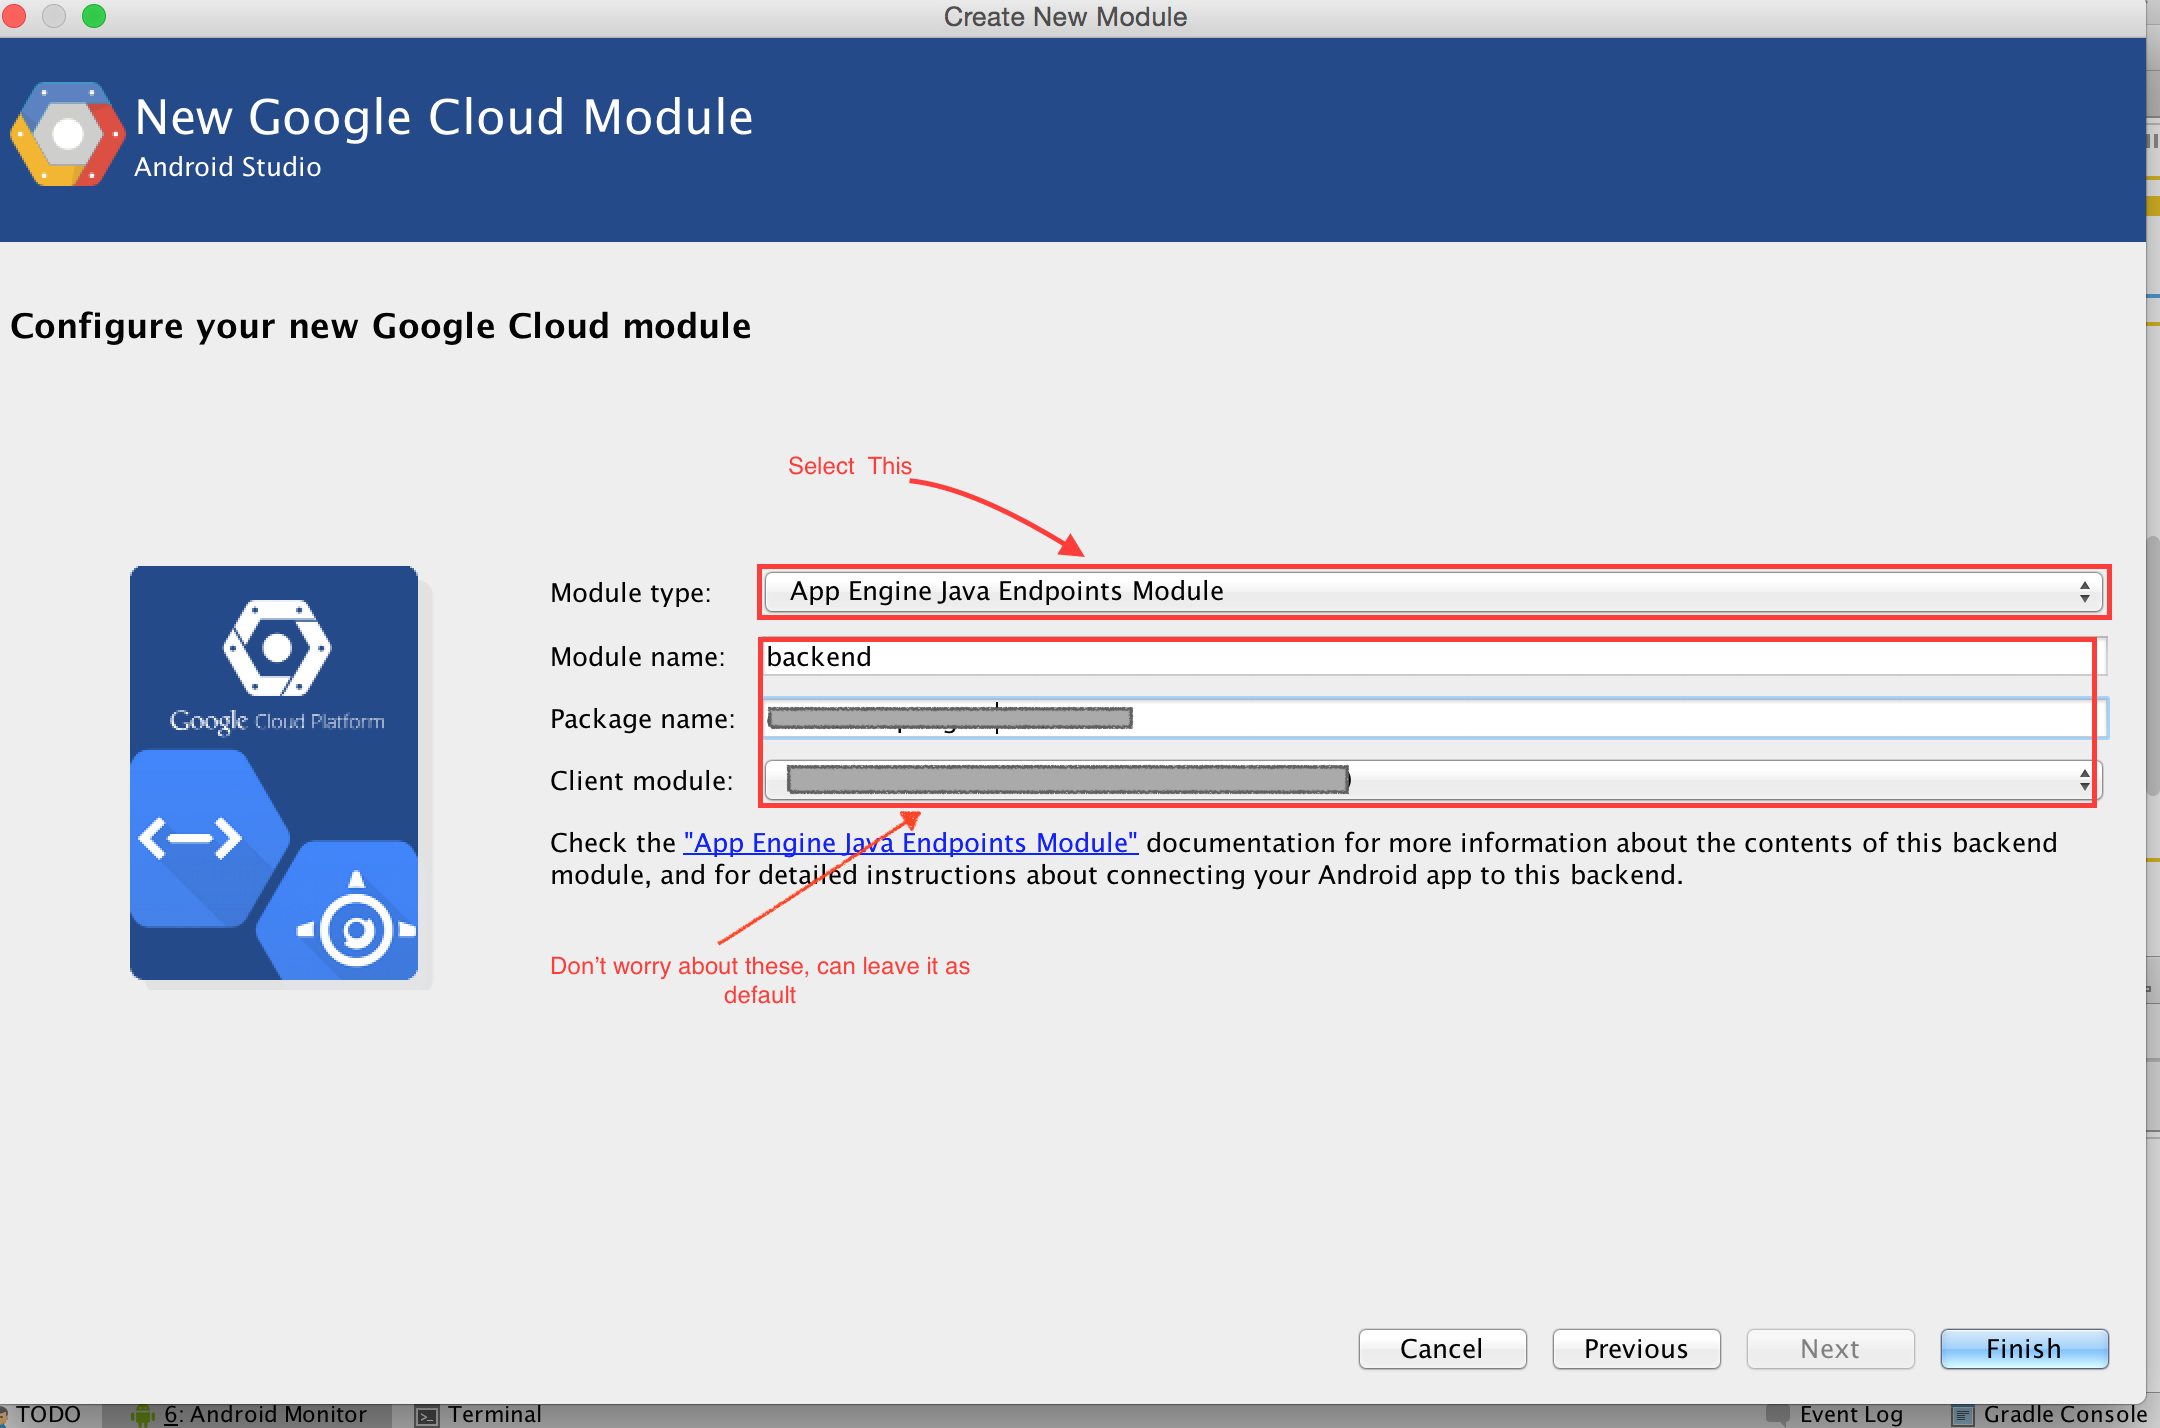 Create New Module
New Google Cloud Module
Android Studio
Configure your new Google Cloud module
Select This
Module type:
App Engine Java Endpoints Module
Module name:
backend
Package name:
Client module:
Google Cloud Platform
Check the "App Engine Java Endpoints Module" documentation for more information about the contents of this backend
module, and for detailed instructions about connecting your Android app to this backend.
Don't worry about these, can leave it as
default
Cancel
Previous
Next
Finish
TODO
6: Android Monitor
Terminal
Event Log
Gradle Console